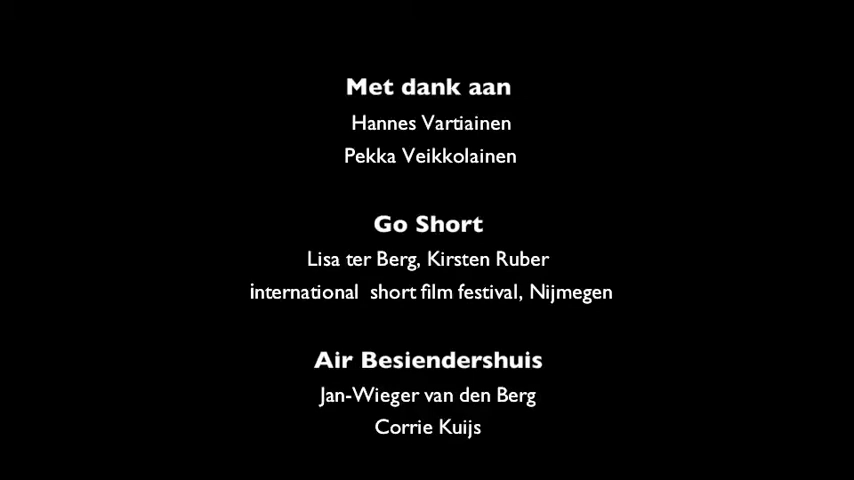 Met dank aan
Hannes Vartiainen
Pekka Veikkolainen
Go Short
Lisa ter Berg, Kirsten Ruber
international short film festival, Nijmegen
Air Besiendershuis
Jan-Wieger van den Berg
Corrie Kuijs